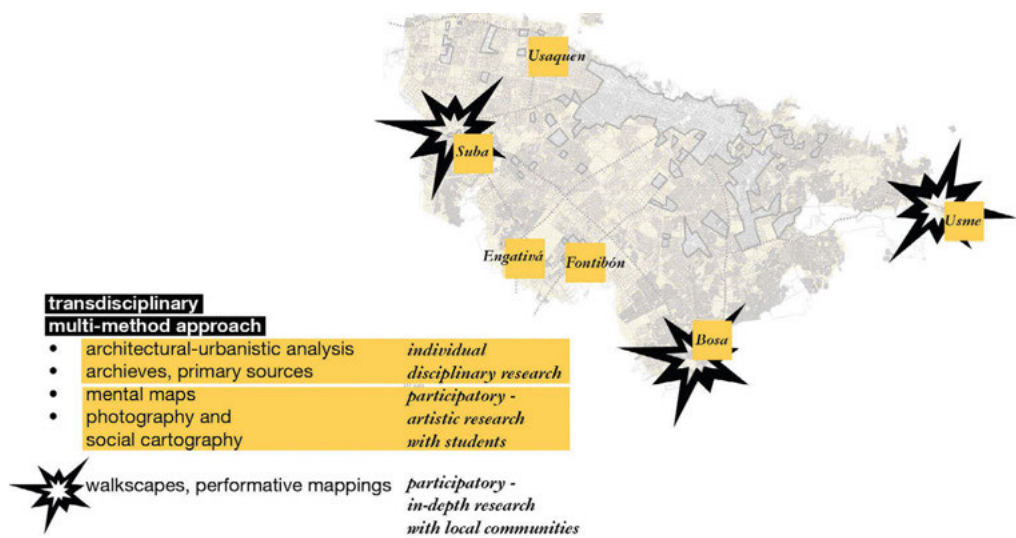 Usaquen
Suba
Usme
Engativá
Fontibón
Bosa
transdisciplinary
multi-method approach
• architectural-urbanistic analysis individual
• archieves, primary sources disciplinary research
• mental maps participatory -
• photography and artistic research
social cartography with students
walkscapes, performative mappings participatory -
in-depth research
with local communities